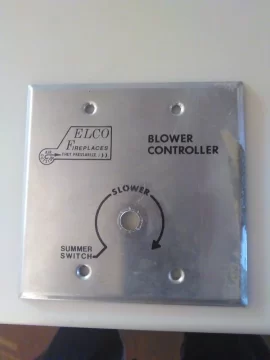 ELCO
FIREPLACES
BLOWER
CONTROLLER
SLOWER
SUMMER
SWITCH